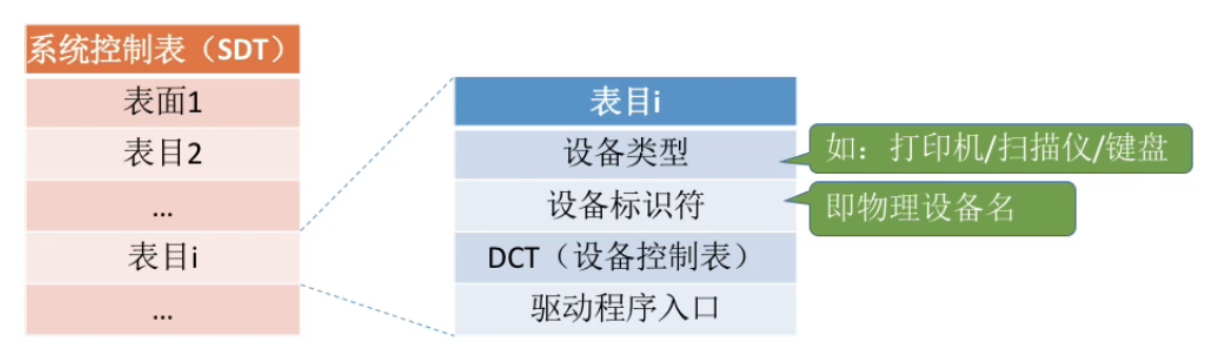 系统控制表（SDT）
表面1
表目2
...
表目i
...
表目i
设备类型
设备标识符
DCT（设备控制表）
驱动程序入口
如：打印机/扫描仪/键盘
即物理设备名